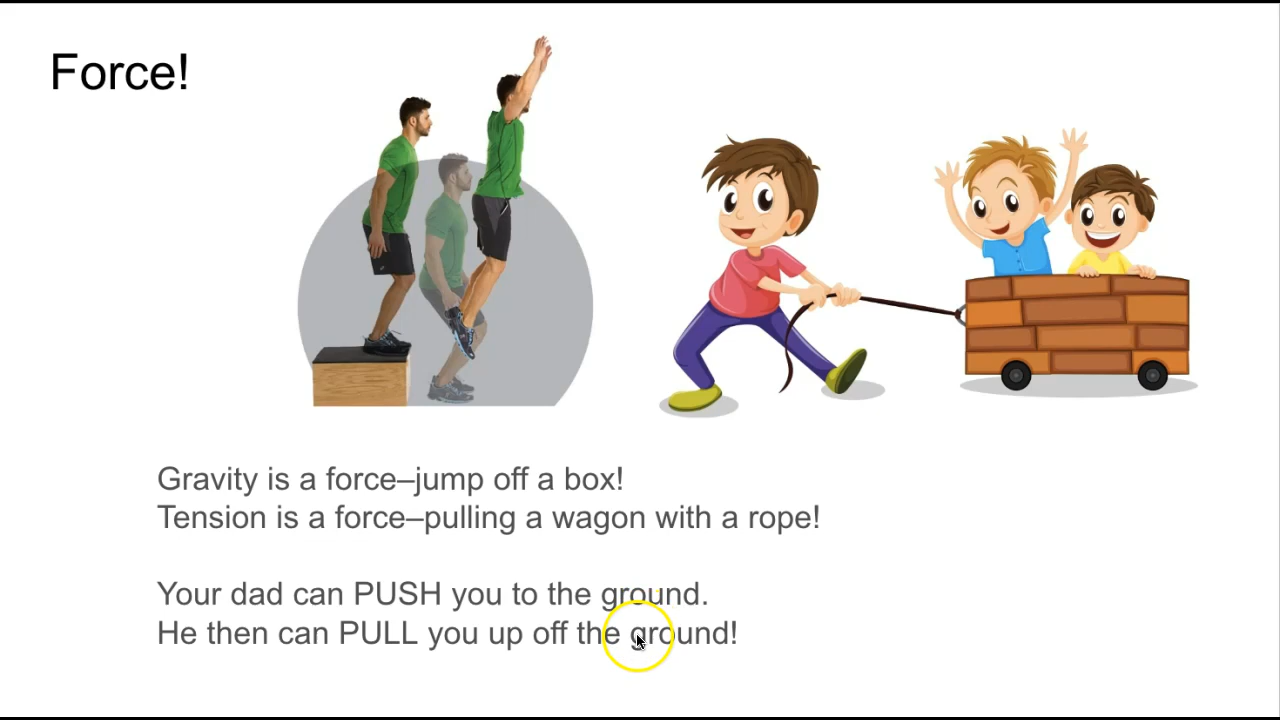 Force!
Gravity is a force–jump off a box!
Tension is a force–pulling a wagon with a rope!
Your dad can PUSH you to the ground.
He then can PULL you up off the ground!